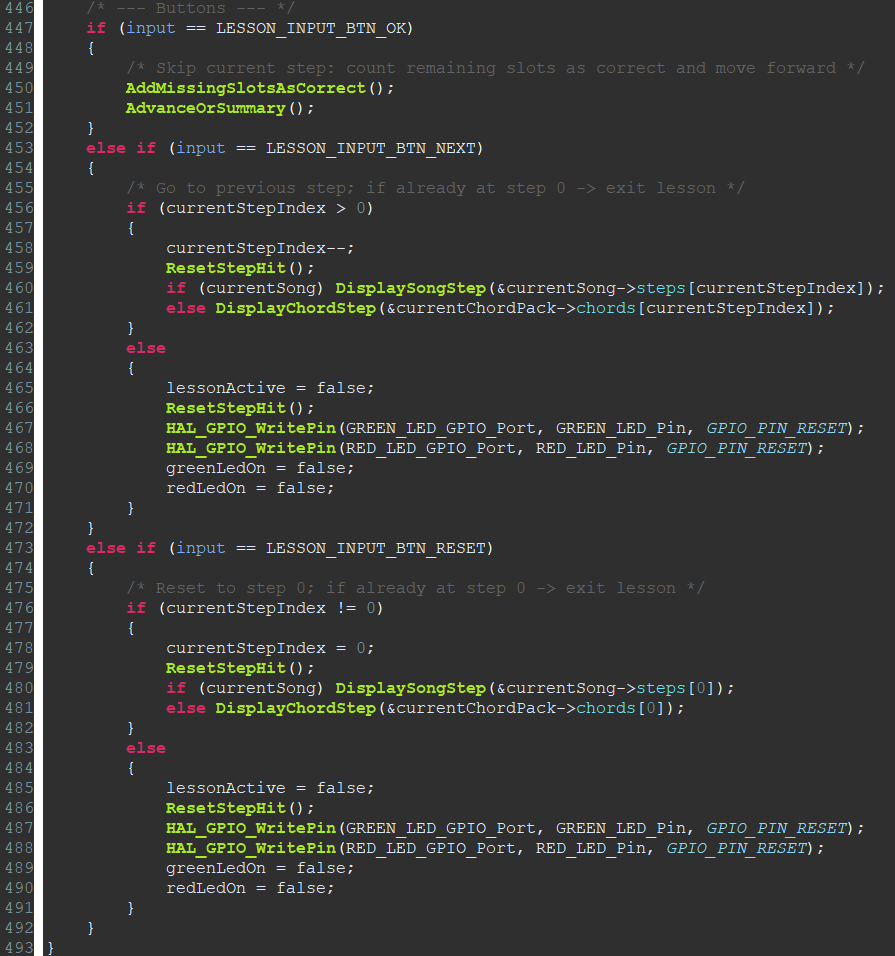 446     /* --- Buttons --- */
447     if (input == LESSON_INPUT_BTN_OK)
448     {
449         /* Skip current step: count remaining slots as correct and move forward */
450         AddMissingSlotsAsCorrect();
451         AdvanceOrSummary();
452     }
453     else if (input == LESSON_INPUT_BTN_NEXT)
454     {
455         /* Go to previous step; if already at step 0 -> exit lesson */
456         if (currentStepIndex > 0)
457         {
458             currentStepIndex--;
459             ResetStepHit();
460             if (currentSong) DisplaySongStep(&currentSong->steps[currentStepIndex]);
461             else DisplayChordStep(&currentChordPack->chords[currentStepIndex]);
462         }
463         else
464         {
465             lessonActive = false;
466             ResetStepHit();
467             HAL_GPIO_WritePin(GREEN_LED_GPIO_Port, GREEN_LED_Pin, GPIO_PIN_RESET);
468             HAL_GPIO_WritePin(RED_LED_GPIO_Port, RED_LED_Pin, GPIO_PIN_RESET);
469             greenLedOn = false;
470             redLedOn = false;
471         }
472     }
473     else if (input == LESSON_INPUT_BTN_RESET)
474     {
475         /* Reset to step 0; if already at step 0 -> exit lesson */
476         if (currentStepIndex != 0)
477         {
478             currentStepIndex = 0;
479             ResetStepHit();
480             if (currentSong) DisplaySongStep(&currentSong->steps[0]);
481             else DisplayChordStep(&currentChordPack->chords[0]);
482         }
483         else
484         {
485             lessonActive = false;
486             ResetStepHit();
487             HAL_GPIO_WritePin(GREEN_LED_GPIO_Port, GREEN_LED_Pin, GPIO_PIN_RESET);
488             HAL_GPIO_WritePin(RED_LED_GPIO_Port, RED_LED_Pin, GPIO_PIN_RESET);
489             greenLedOn = false;
490             redLedOn = false;
491         }
492     }
493 }